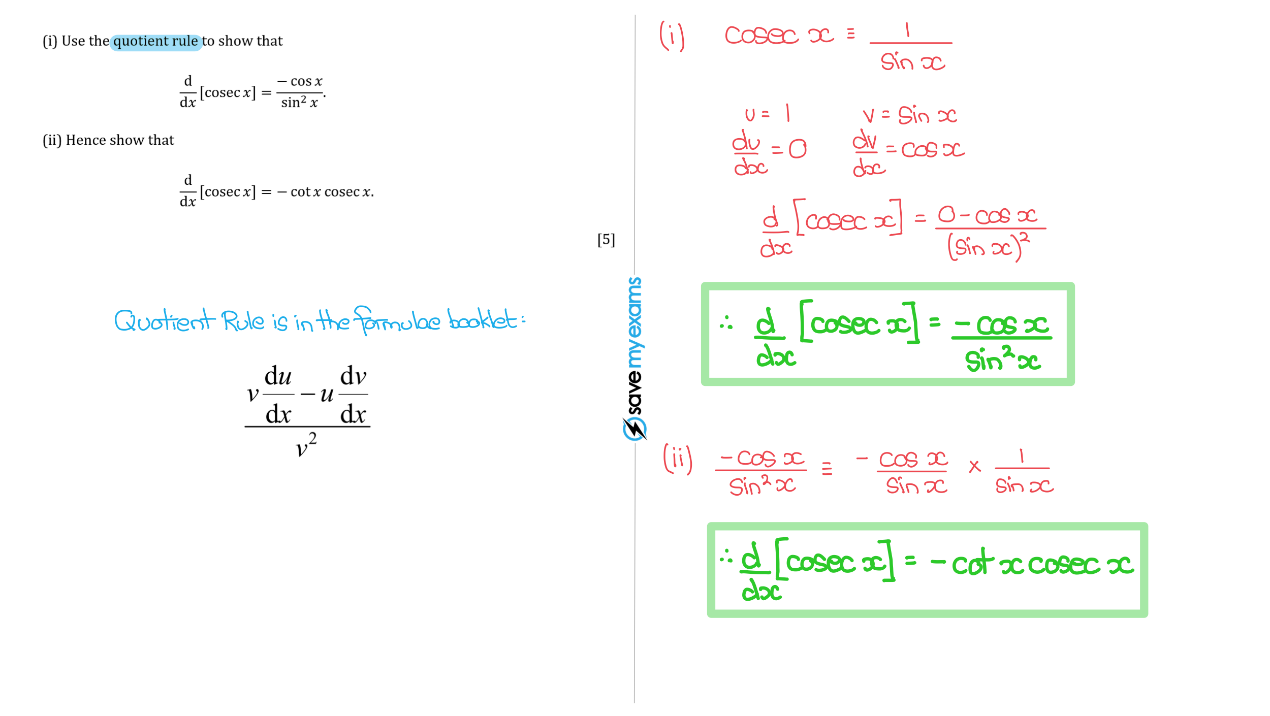 (i) Use the quotient rule to show that
d/dx [cosec x] = − cos x / sin² x.
(ii) Hence show that
d/dx [cosec x] = − cot x cosec x.
[5]
Quotient Rule is in the formulae booklet:
(v du/dx − u dv/dx) / v²
save my exams
(i) cosec x ≡ 1 / sin x
u = 1 v = sin x
du/dx = 0 dv/dx = cos x
d/dx [cosec x] = 0 − cos x / (sin x)²
∴ d/dx [cosec x] = − cos x / sin² x
(ii) − cos x / sin² x ≡ − cos x / sin x × 1 / sin x
∴ d/dx [cosec x] = − cot x cosec x